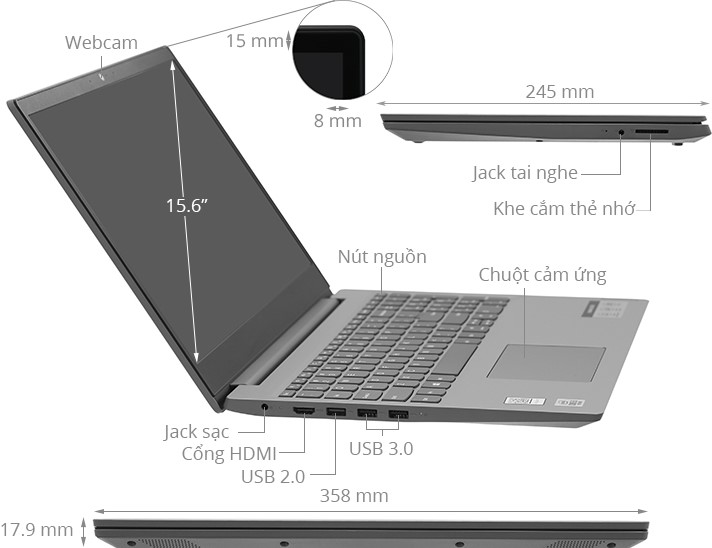 Webcam
15 mm
8 mm
245 mm
Jack tai nghe
Khe cắm thẻ nhớ
15.6”
Nút nguồn
Chuột cảm ứng
Jack sạc
Cổng HDMI
USB 2.0
USB 3.0
358 mm
17.9 mm